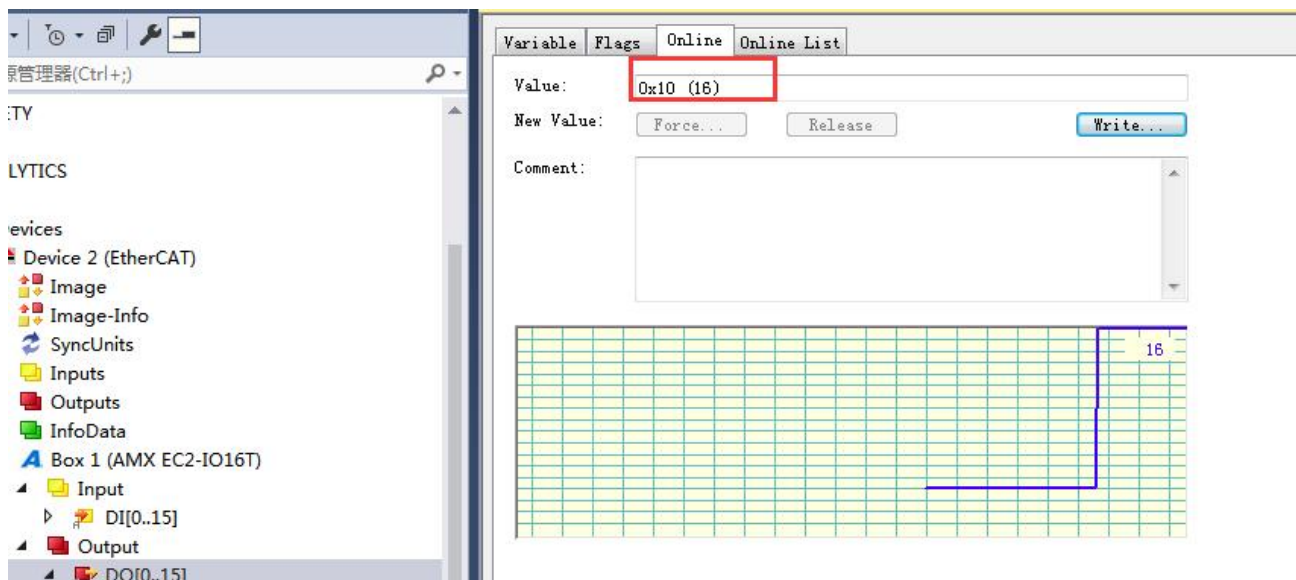 源管理器(Ctrl+;)
ETY
LYTICS
evices
Device 2 (EtherCAT)
Image
Image-Info
SyncUnits
Inputs
Outputs
InfoData
Box 1 (AMX EC2-IO16T)
Input
DI[0..15]
Output
DO[0..15]
Variable Flags Online Online List
Value: 0x10 (16)
New Value: Force... Release Write...
Comment:
16